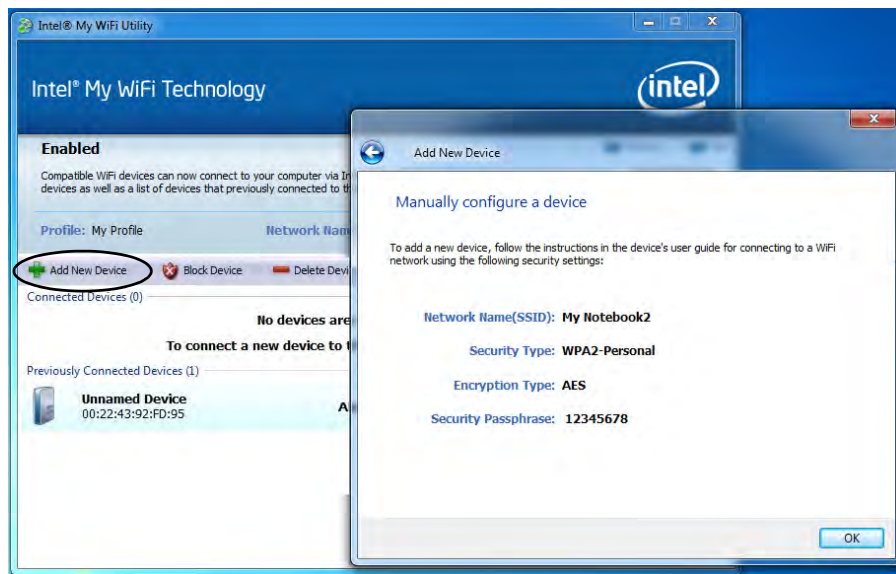 Intel® My WiFi Utility
Intel® My WiFi Technology
(intel)
Enabled
Compatible WiFi devices can now connect to your computer via In
devices as well as a list of devices that previously connected to th
Profile: My Profile
Network Nam
Add New Device
Block Device
Delete Devi
Connected Devices (0)
No devices are
To connect a new device to t
Previously Connected Devices (1)
Unnamed Device
00:22:43:92:FD:95
A
Add New Device
Manually configure a device
To add a new device, follow the instructions in the device's user guide for connecting to a WiFi
network using the following security settings:
Network Name(SSID): My Notebook2
Security Type: WPA2-Personal
Encryption Type: AES
Security Passphrase: 12345678
OK